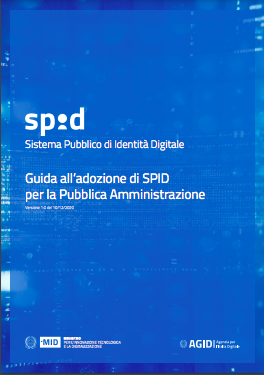 spid
Sistema Pubblico di Identità Digitale
Guida all'adozione di SPID
per la Pubblica Amministrazione
Versione 1.0 del 10/12/2020
MID
MINISTRO
PER L'INNOVAZIONE TECNOLOGICA
E LA DIGITALIZZAZIONE
AGID
Agenzia per
l'Italia Digitale